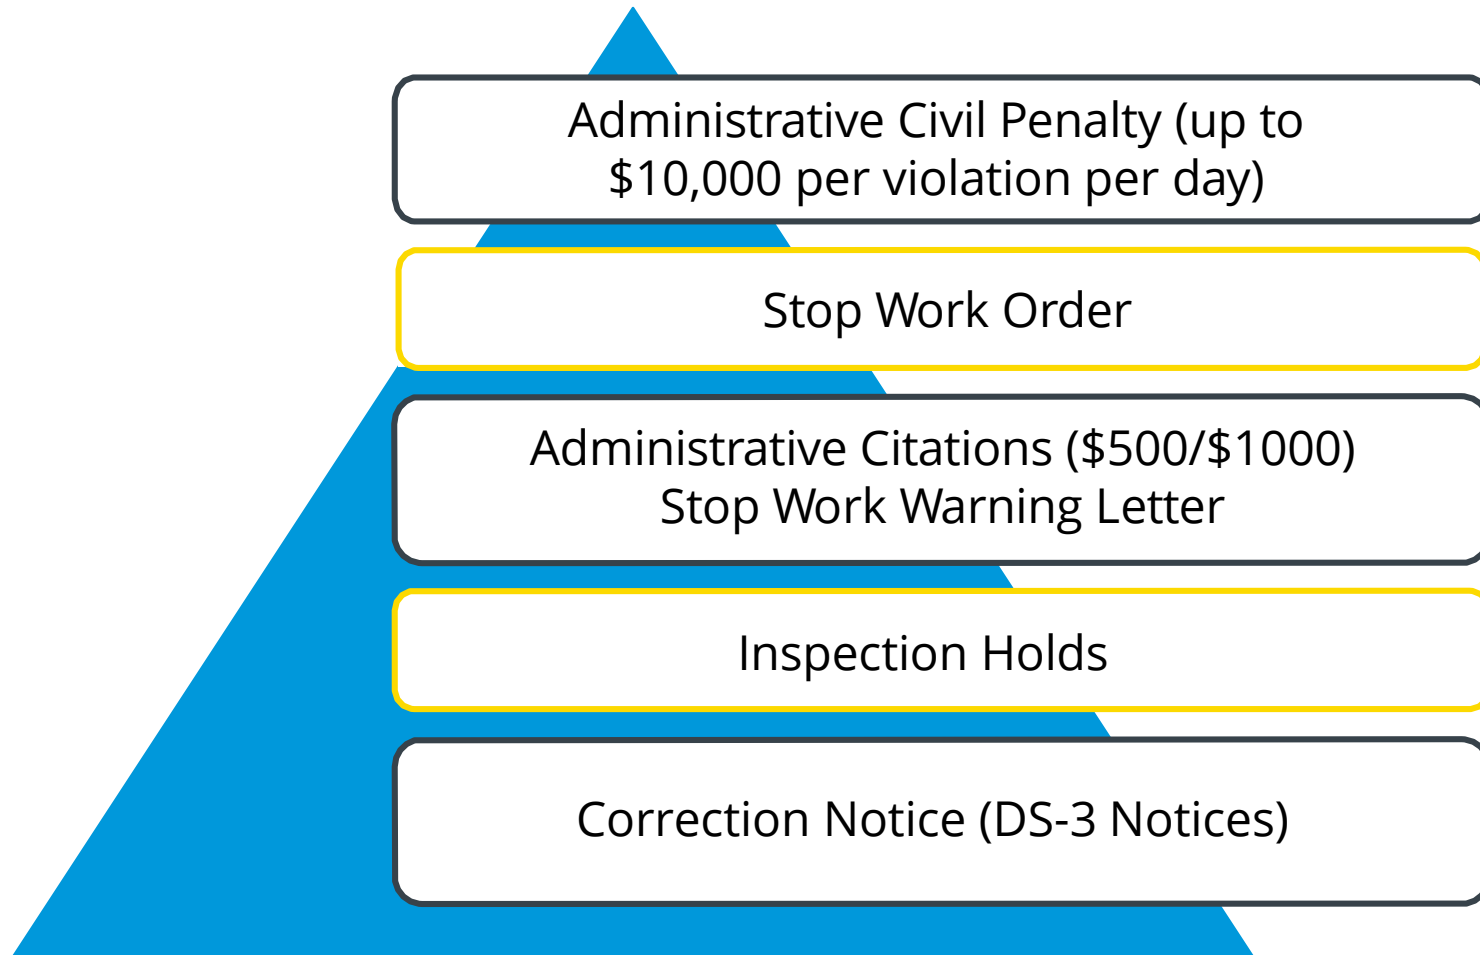 Administrative Civil Penalty (up to
$10,000 per violation per day)
Stop Work Order
Administrative Citations ($500/$1000)
Stop Work Warning Letter
Inspection Holds
Correction Notice (DS-3 Notices)